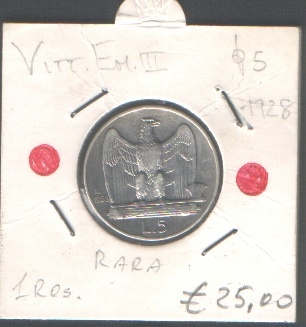 VITT. EM. III $5
1928
L.5
RARA
1 Ros.
€ 25,00